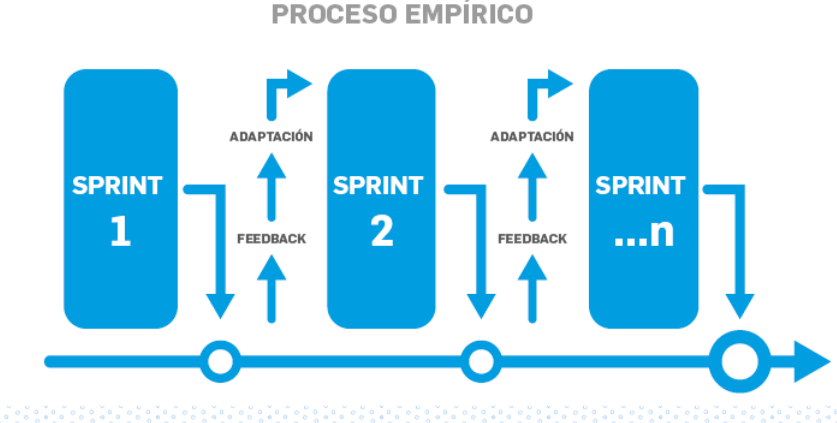 PROCESO EMPÍRICO
SPRINT
1
ADAPTACIÓN
FEEDBACK
SPRINT
2
ADAPTACIÓN
FEEDBACK
SPRINT
...n